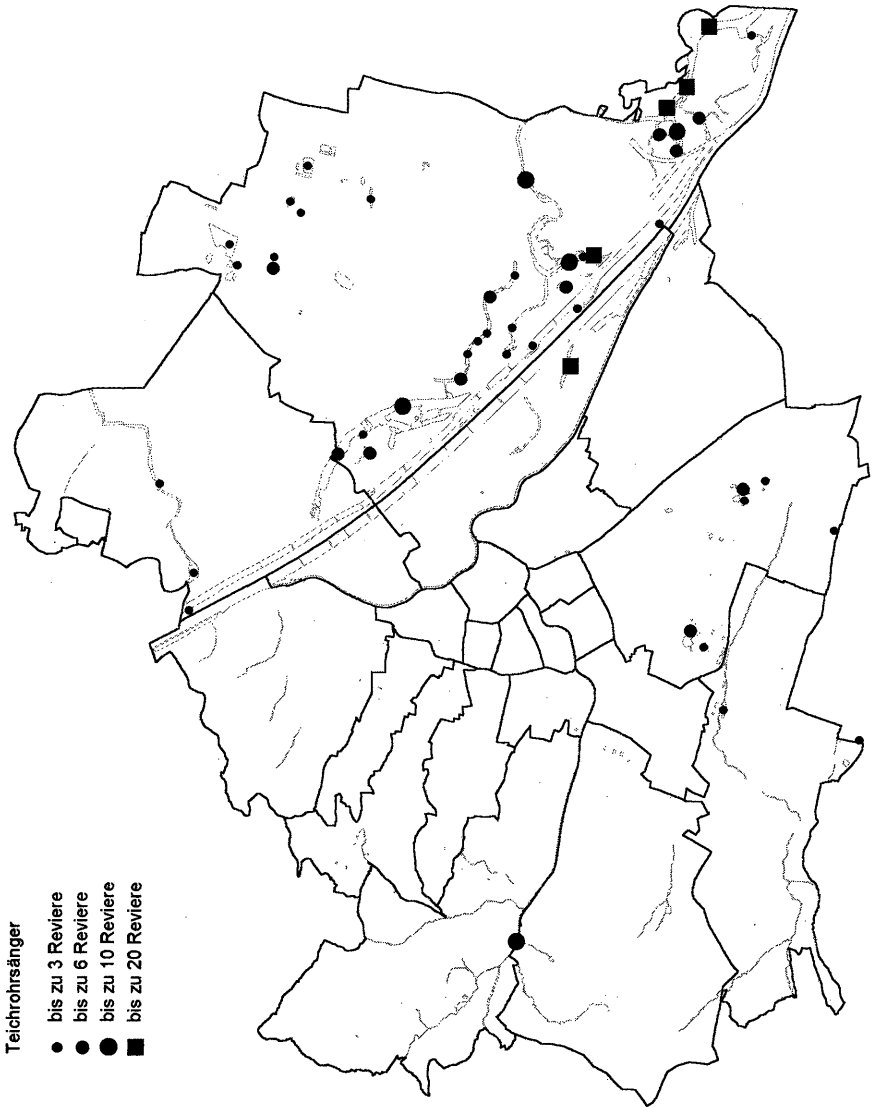 Teichrohrsänger
bis zu 3 Reviere
bis zu 6 Reviere
bis zu 10 Reviere
bis zu 20 Reviere